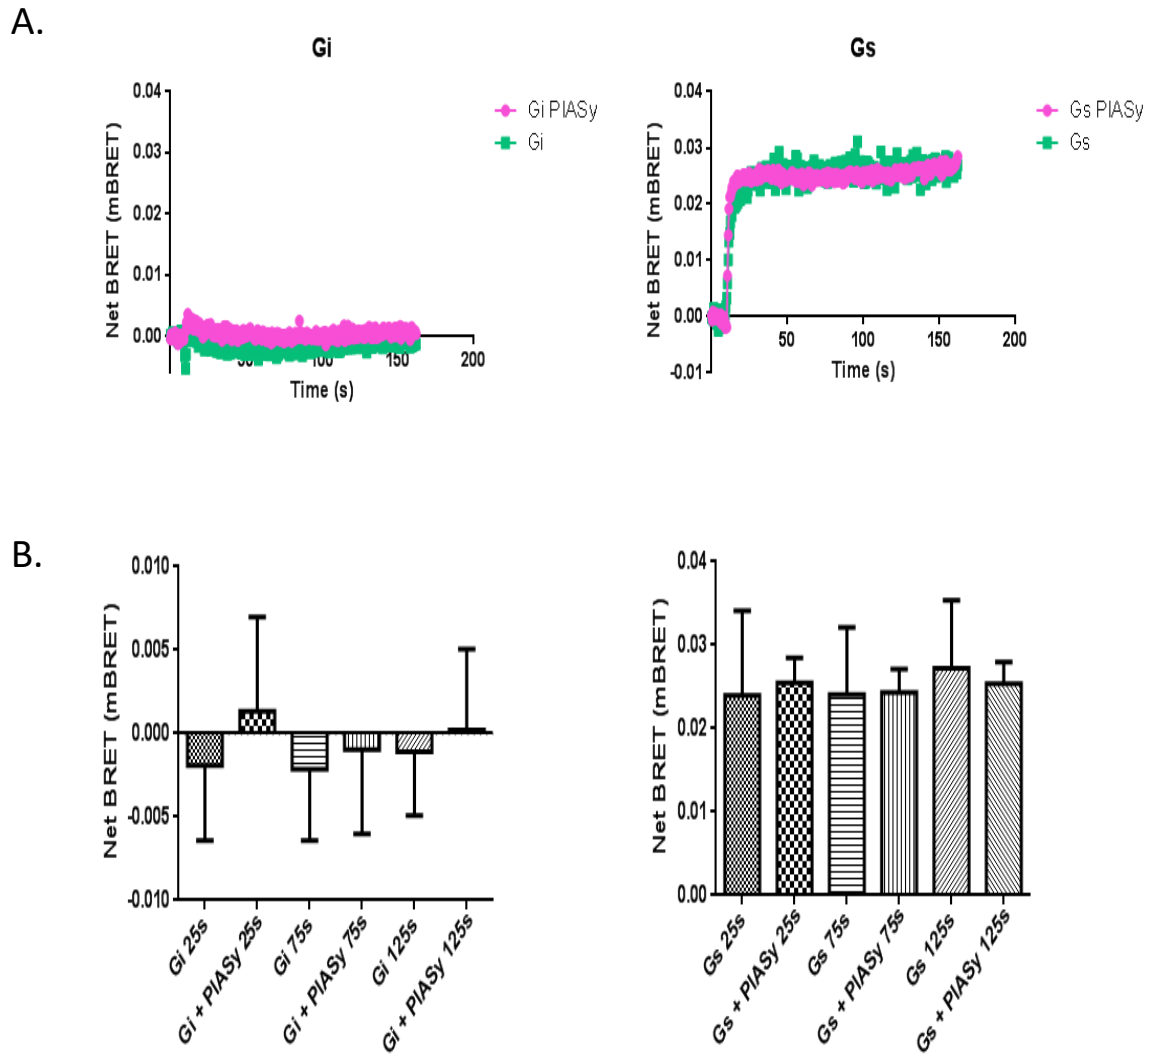 A.
Gi
0.04
0.03
0.02
0.01
0.00
50
100
150
200
Net BRET (mBRET)
Time (s)
Gi PIASy
Gi
Gs
0.04
0.03
0.02
0.01
0.00
-0.01
50
100
150
200
Net BRET (mBRET)
Time (s)
Gs PIASy
Gs
B.
0.010
0.005
0.000
-0.005
-0.010
Net BRET (mBRET)
Gi 25s
Gi + PIASy 25s
Gi 75s
Gi + PIASy 75s
Gi 125s
Gi + PIASy 125s
0.04
0.03
0.02
0.01
0.00
Net BRET (mBRET)
Gs 25s
Gs + PIASy 25s
Gs 75s
Gs + PIASy 75s
Gs 125s
Gs + PIASy 125s